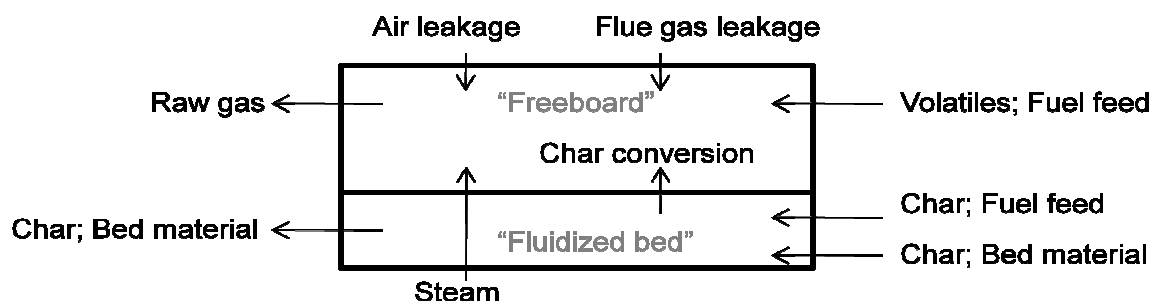 Air leakage
Flue gas leakage
Raw gas
“Freeboard”
Volatiles; Fuel feed
Char conversion
Char; Fuel feed
Char; Bed material
“Fluidized bed”
Char; Bed material
Steam